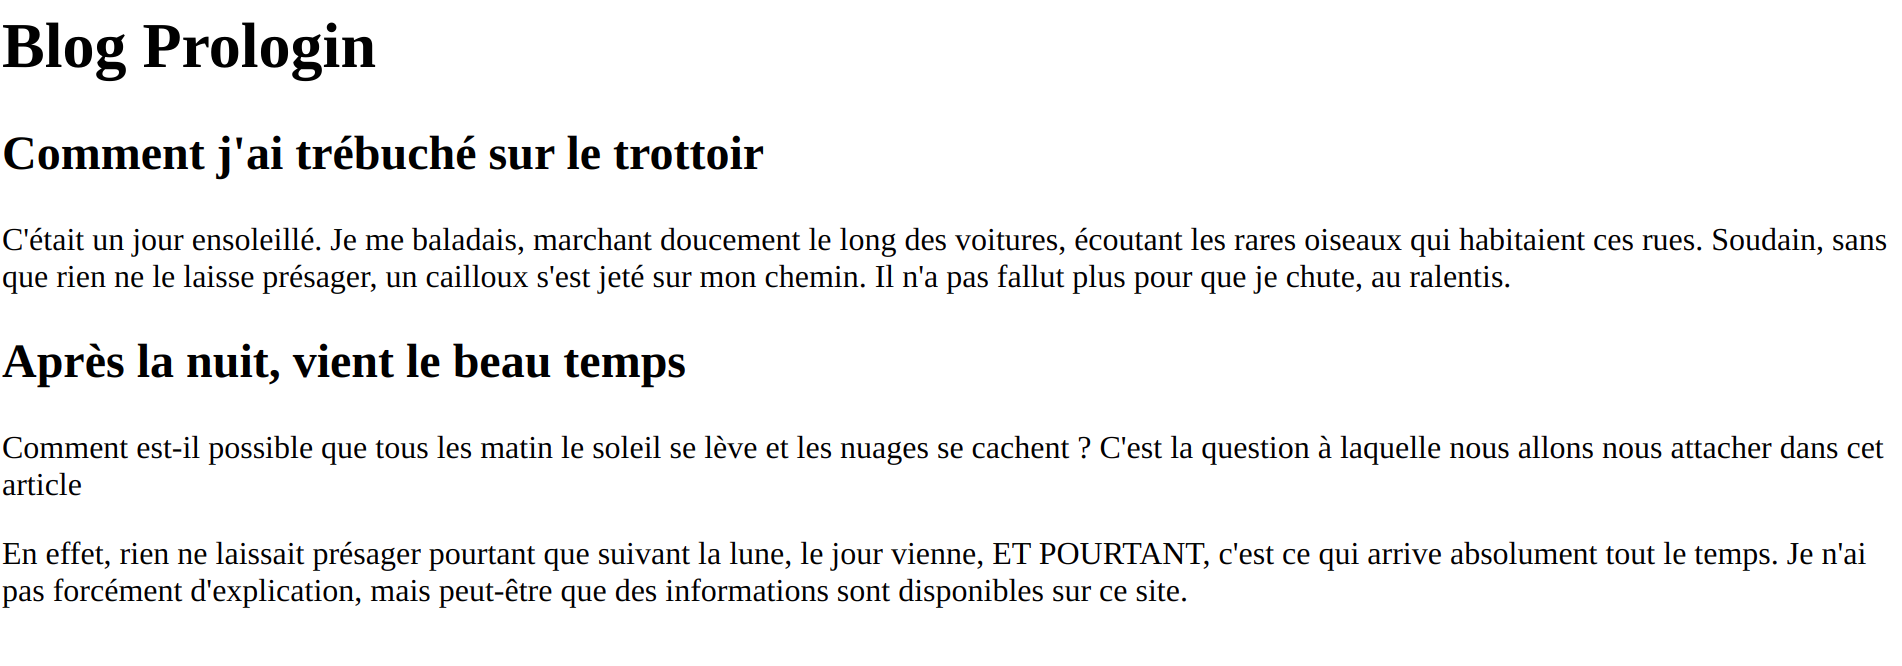 Blog Prologin
Comment j'ai trébuché sur le trottoir
C'était un jour ensoleillé. Je me baladais, marchant doucement le long des voitures, écoutant les rares oiseaux qui habitaient ces rues. Soudain, sans
que rien ne le laisse présager, un cailloux s'est jeté sur mon chemin. Il n'a pas fallut plus pour que je chute, au ralentis.
Après la nuit, vient le beau temps
Comment est-il possible que tous les matin le soleil se lève et les nuages se cachent ? C'est la question à laquelle nous allons nous attacher dans cet
article
En effet, rien ne laissait présager pourtant que suivant la lune, le jour vienne, ET POURTANT, c'est ce qui arrive absolument tout le temps. Je n'ai
pas forcément d'explication, mais peut-être que des informations sont disponibles sur ce site.